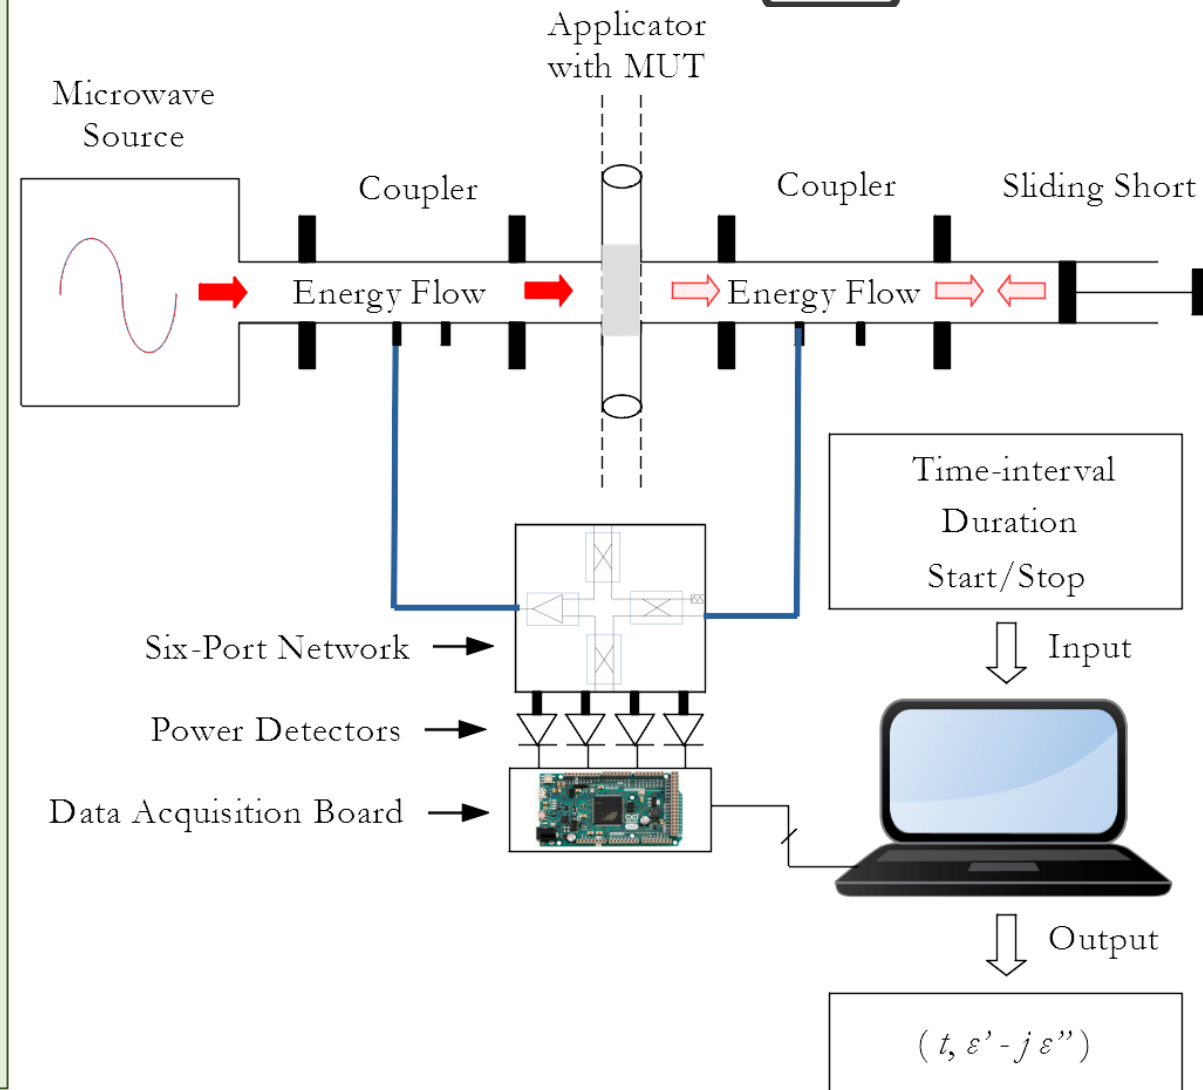 Applicator
with MUT
Microwave
Source
Coupler
Coupler
Sliding Short
Energy Flow
Energy Flow
Time-interval
Duration
Start/Stop
Six-Port Network
Input
Power Detectors
Data Acquisition Board
Output
( t, ε’ - j ε” )